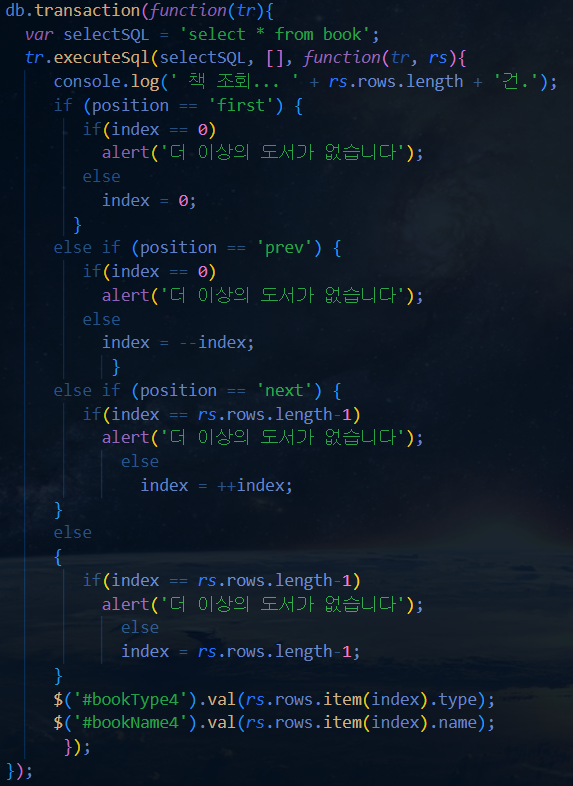 db.transaction(function(tr){
  var selectSQL = 'select * from book';
  tr.executeSql(selectSQL, [], function(tr, rs){
     console.log(' 책 조회... ' + rs.rows.length + '건.');
     if (position == 'first') {
        if(index == 0)
          alert('더 이상의 도서가 없습니다');
        else
          index = 0;
       }
     else if (position == 'prev') {
        if(index == 0)
          alert('더 이상의 도서가 없습니다');
        else
          index = --index;
           }
     else if (position == 'next') {
        if(index == rs.rows.length-1)
          alert('더 이상의 도서가 없습니다');
            else
              index = ++index;
     }
     else
     {
        if(index == rs.rows.length-1)
          alert('더 이상의 도서가 없습니다');
            else
            index = rs.rows.length-1;
     }
     $('#bookType4').val(rs.rows.item(index).type);
     $('#bookName4').val(rs.rows.item(index).name);
      });
});